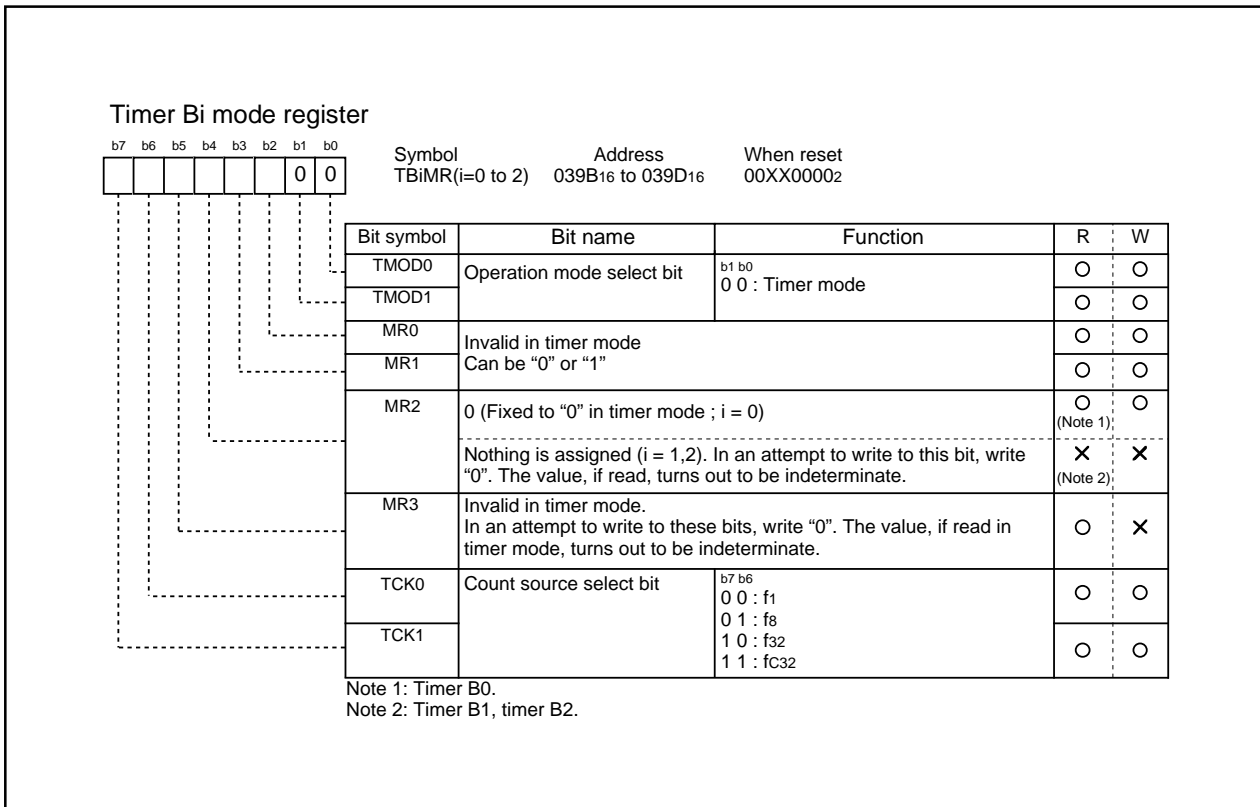 Timer Bi mode register
b7 b6 b5 b4 b3 b2 b1 b0
0 0
Symbol Address When reset
TBiMR(i=0 to 2) 039B16 to 039D16 00XX00002
Bit symbol Bit name Function R W
TMOD0 Operation mode select bit b1 b0
0 0 : Timer mode
TMOD1
MR0 Invalid in timer mode
MR1 Can be “0” or “1”
MR2 0 (Fixed to “0” in timer mode ; i = 0)
(Note 1)
Nothing is assigned (i = 1,2). In an attempt to write to this bit, write
“0”. The value, if read, turns out to be indeterminate.
(Note 2)
MR3 Invalid in timer mode.
In an attempt to write to these bits, write “0”. The value, if read in
timer mode, turns out to be indeterminate.
TCK0 Count source select bit b7 b6
0 0 : f1
0 1 : f8
TCK1 1 0 : f32
1 1 : fC32
Note 1: Timer B0.
Note 2: Timer B1, timer B2.